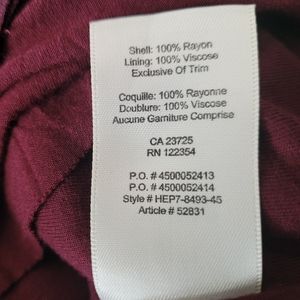 Shell: 100% Rayon
Lining: 100% Viscose
Exclusive Of Trim
Coquille: 100% Rayonne
Doublure: 100% Viscose
Aucune Garniture Comprise
CA 23725
RN 122354
P.O. # 4500052413
P.O. # 4500052414
Style # HEP7-8493-45
Article # 52831